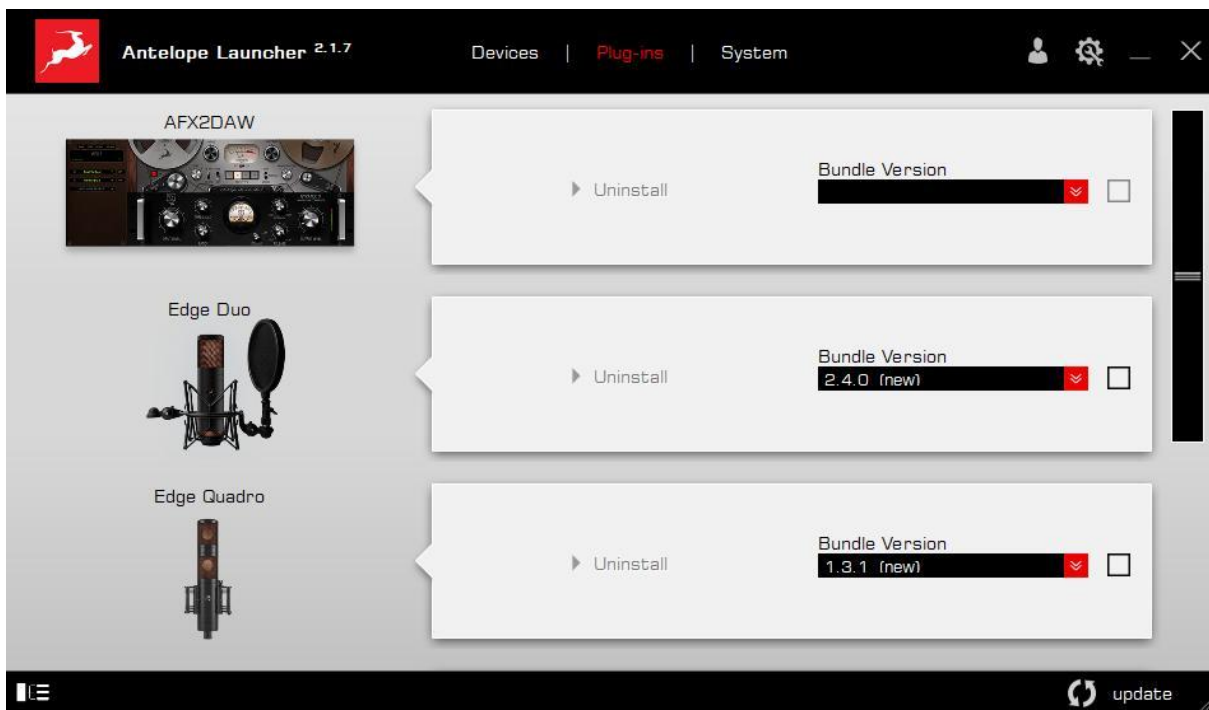 Antelope Launcher 2.1.7
Devices | Plug-ins | System
AFX2DAW
Uninstall
Bundle Version
Edge Duo
Uninstall
Bundle Version
2.4.0 (new)
Edge Quadro
Uninstall
Bundle Version
1.3.1 (new)
update